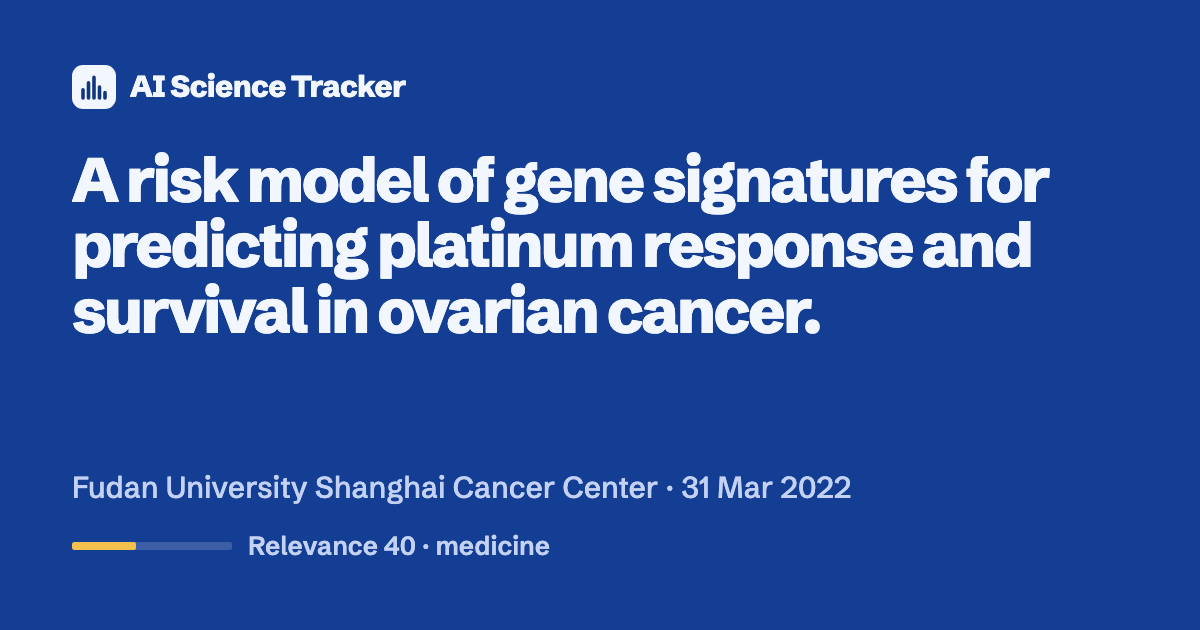 AI Science Tracker
A risk model of gene signatures for
predicting platinum response and
survival in ovarian cancer.
Fudan University Shanghai Cancer Center · 31 Mar 2022
Relevance 40 · medicine